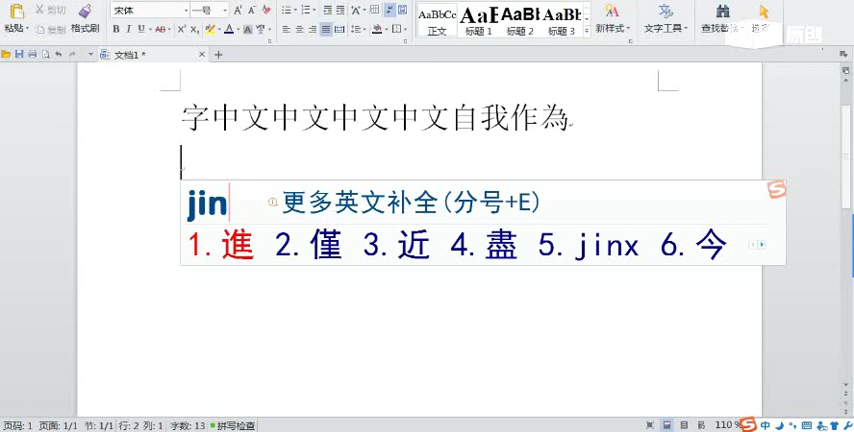 剪切
粘贴
复制
格式刷
宋体
一号
AaBbCc
正文
AaE
标题 1
AaBb
标题 2
AaBb
标题 3
新样式
文字工具
查找替换
选择
文档1 *
字中文中文中文中文自我作為
jin
更多英文补全(分号+E)
1.進 2.僅 3.近 4.盡 5.jinx 6.今
页码: 1 页面: 1/1 节: 1/1 行: 2 列: 1 字数: 13 拼写检查
110 %
中